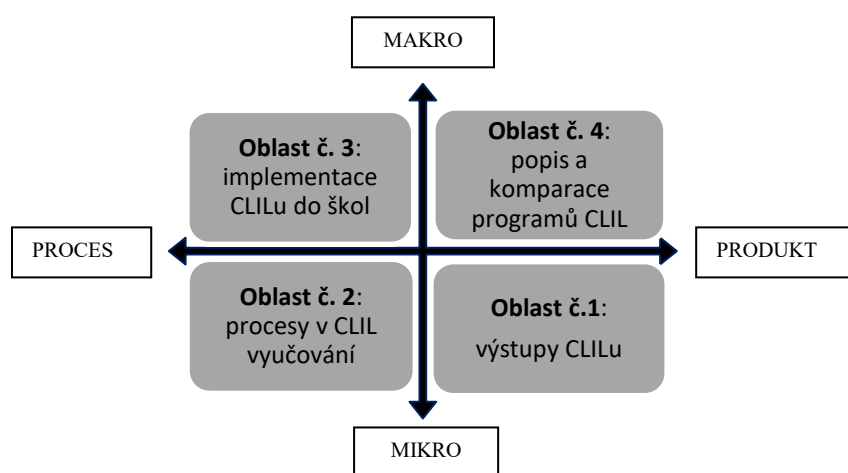 MAKRO
Oblast č. 3:
implementace
CLILu do škol
Oblast č. 4:
popis a
komparace
programů CLIL
PROCES
PRODUKT
Oblast č. 2:
procesy v CLIL
vyučování
Oblast č.1:
výstupy CLILu
MIKRO